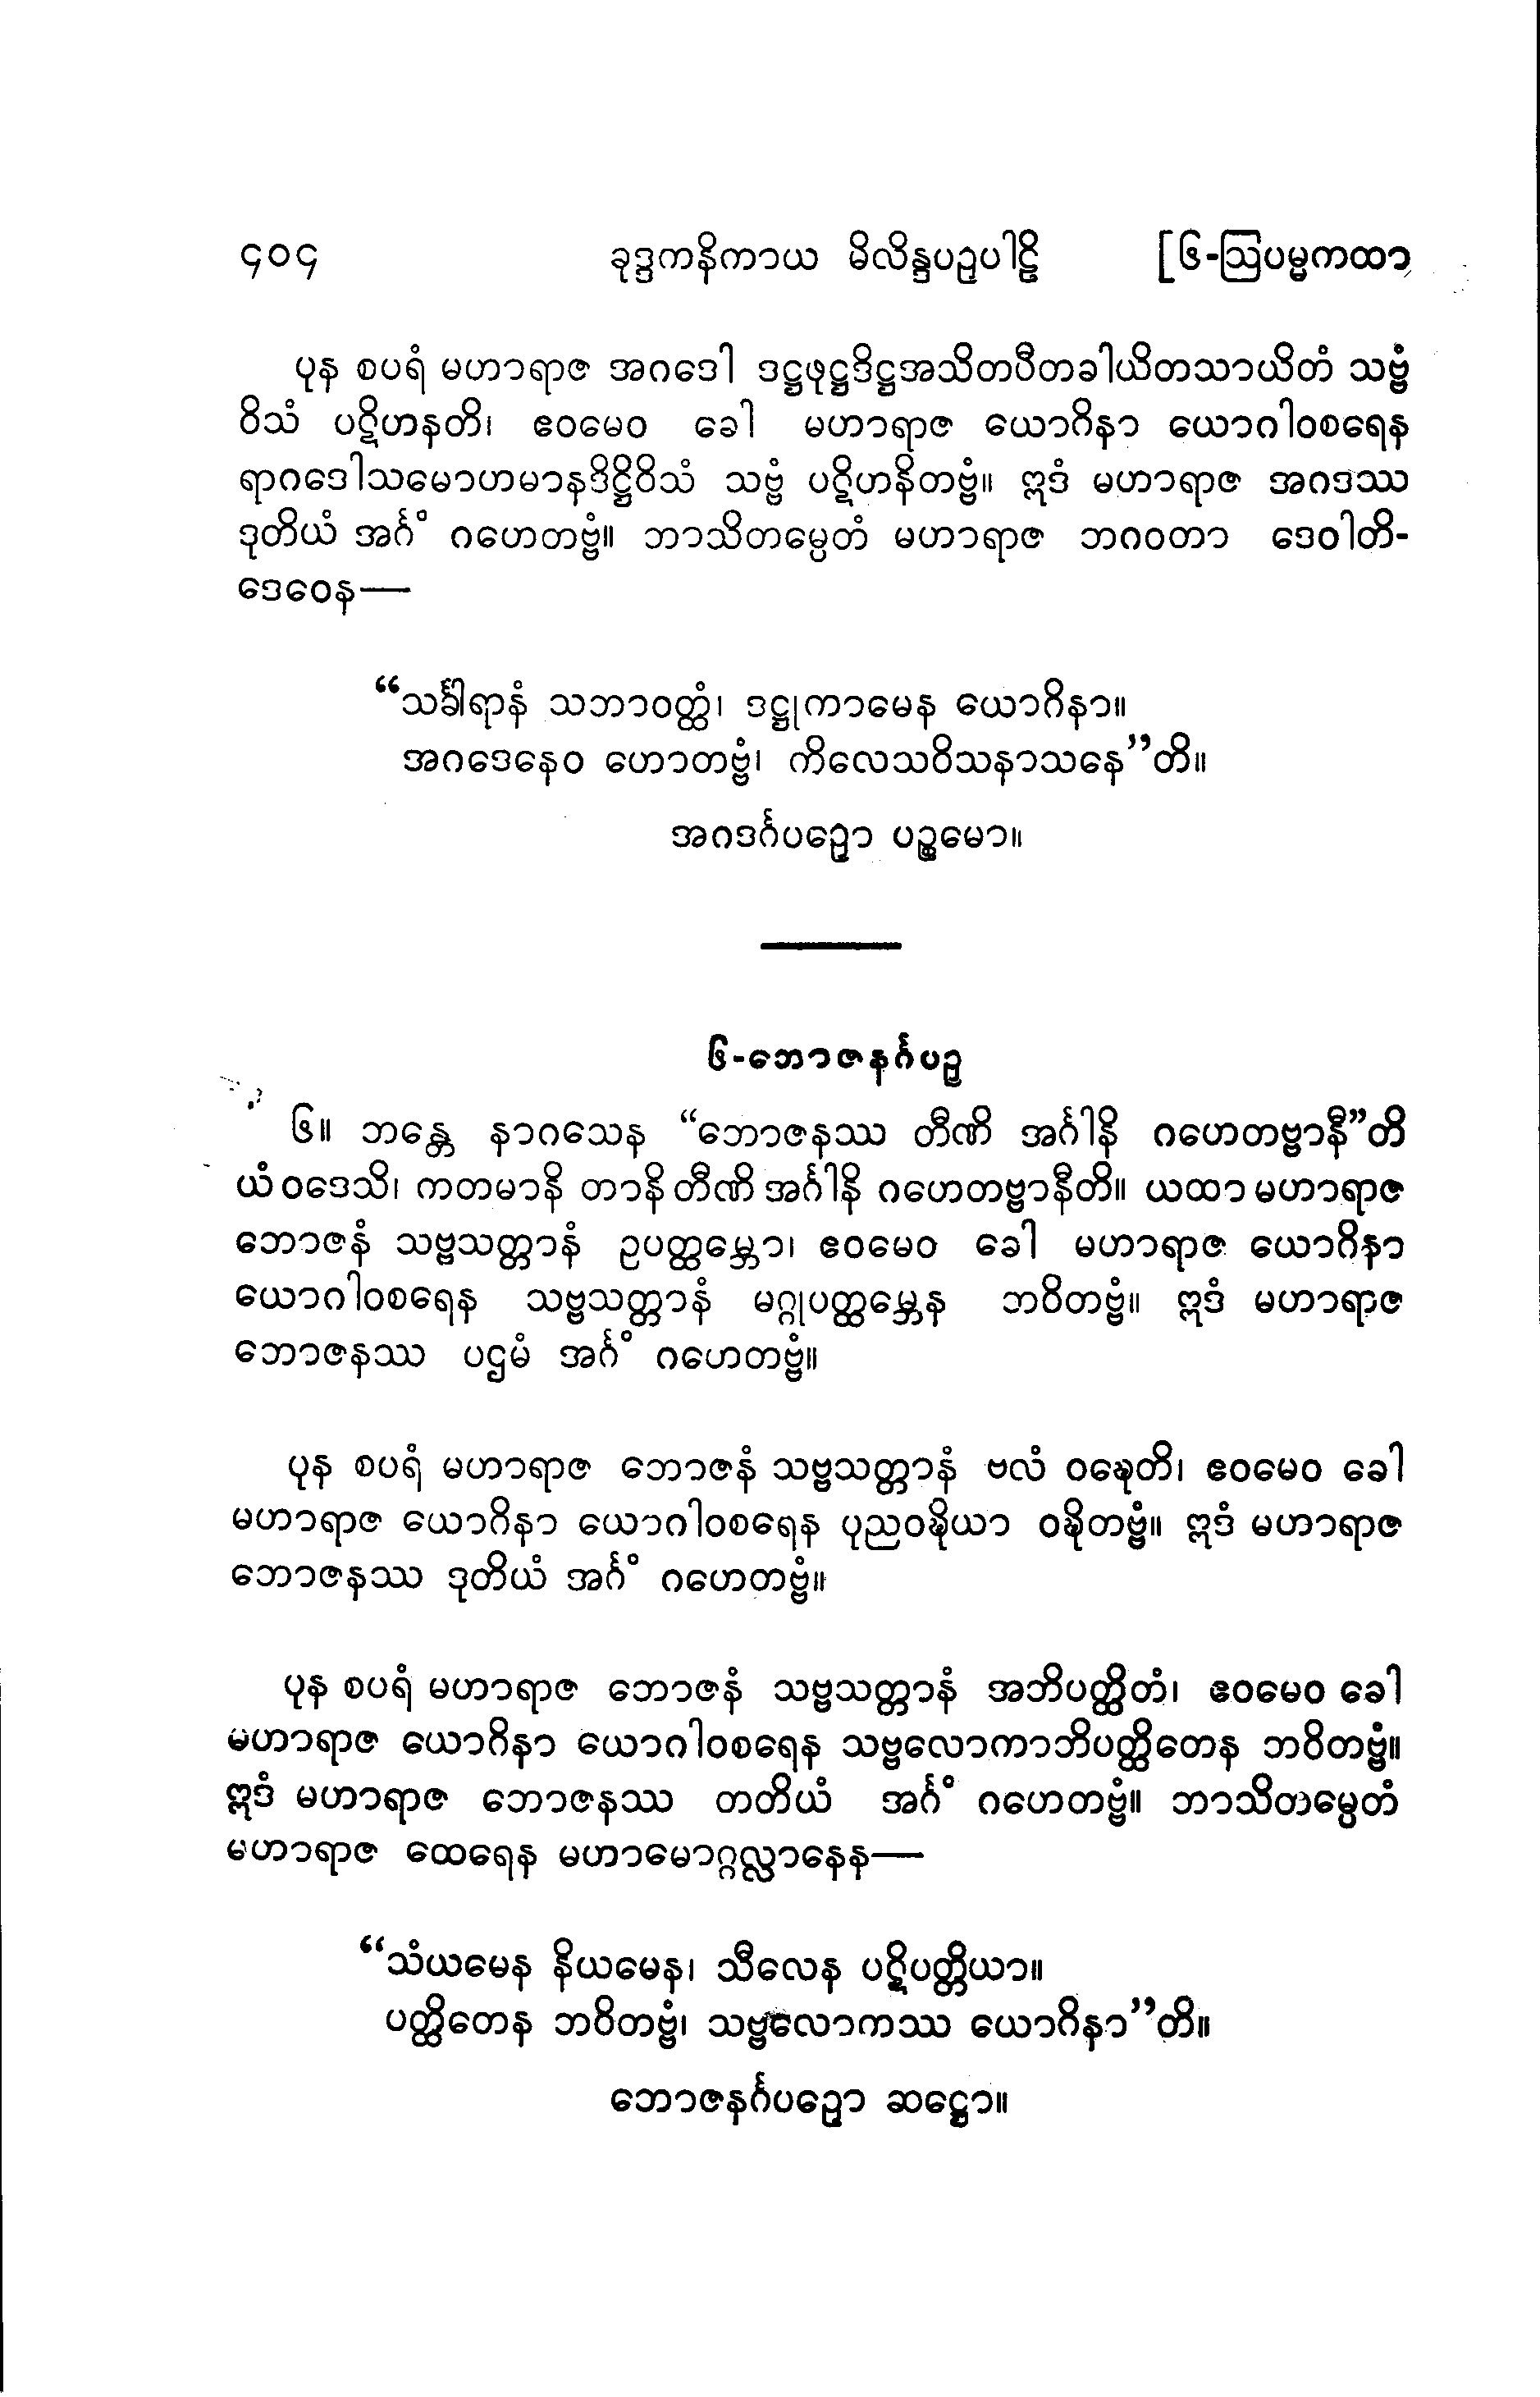 ၄၀၄ ခုဒ္ဒကနိကာယ မိလိန္ဒပဉှပါဠိ [၆-ဩပမ္မကထာ
ပုန စပရံ မဟာရာဇ အဂဒေါ ဒဋ္ဌဖုဋ္ဌဒိဋ္ဌအသိတပီတခါယိတသာယိတံ သဗ္ဗံ
ဝိသံ ပဋိဟနတိ၊ ဧဝမေဝ ခေါ မဟာရာဇ ယောဂိနာ ယောဂါဝစရေန
ရာဂဒေါသမောဟမာနဒိဋ္ဌိဝိသံ သဗ္ဗံ ပဋိဟနိတဗ္ဗံ။ ဣဒံ မဟာရာဇ အဂဒဿ
ဒုတိယံ အင်္ဂံ ဂဟေတဗ္ဗံ။ ဘာသိတမ္ပေတံ မဟာရာဇ ဘဂဝတာ ဒေဝါတိ-
ဒေဝေန—
“သင်္ခါရာနံ သဘာဝတ္ထံ၊ ဒဋ္ဌုကာမေန ယောဂိနာ။
အဂဒေနေဝ ဟောတဗ္ဗံ၊ ကိလေသဝိသနာသနေ”တိ။
အဂဒင်္ဂပဉှော ပဉ္စမော။
၆-ဘောဇနင်္ဂပဉှ
၆။ ဘန္တေ နာဂသေန “ဘောဇနဿ တီဏိ အင်္ဂါနိ ဂဟေတဗ္ဗာနီ”တိ
ယံ ဝဒေသိ၊ ကတမာနိ တာနိ တီဏိ အင်္ဂါနိ ဂဟေတဗ္ဗာနီတိ။ ယထာ မဟာရာဇ
ဘောဇနံ သဗ္ဗသတ္တာနံ ဥပတ္ထမ္ဘော၊ ဧဝမေဝ ခေါ မဟာရာဇ ယောဂိနာ
ယောဂါဝစရေန သဗ္ဗသတ္တာနံ မဂ္ဂုပတ္ထမ္ဘေန ဘဝိတဗ္ဗံ။ ဣဒံ မဟာရာဇ
ဘောဇနဿ ပဌမံ အင်္ဂံ ဂဟေတဗ္ဗံ။
ပုန စပရံ မဟာရာဇ ဘောဇနံ သဗ္ဗသတ္တာနံ ဗလံ ဝဍ္ဎေတိ၊ ဧဝမေဝ ခေါ
မဟာရာဇ ယောဂိနာ ယောဂါဝစရေန ပုညဝဍ္ဎိယာ ဝဍ္ဎိတဗ္ဗံ။ ဣဒံ မဟာရာဇ
ဘောဇနဿ ဒုတိယံ အင်္ဂံ ဂဟေတဗ္ဗံ။
ပုန စပရံ မဟာရာဇ ဘောဇနံ သဗ္ဗသတ္တာနံ အဘိပတ္ထိတံ၊ ဧဝမေဝ ခေါ
မဟာရာဇ ယောဂိနာ ယောဂါဝစရေန သဗ္ဗလောကာဘိပတ္ထိတေန ဘဝိတဗ္ဗံ။
ဣဒံ မဟာရာဇ ဘောဇနဿ တတိယံ အင်္ဂံ ဂဟေတဗ္ဗံ။ ဘာသိတမ္ပေတံ
မဟာရာဇ ထေရေန မဟာမောဂ္ဂလ္လာနေန—
“သံယမေန နိယမေန၊ သီလေန ပဋိပတ္တိယာ။
ပတ္ထိတေန ဘဝိတဗ္ဗံ၊ သဗ္ဗလောကဿ ယောဂိနာ”တိ။
ဘောဇနင်္ဂပဉှော ဆဋ္ဌော။